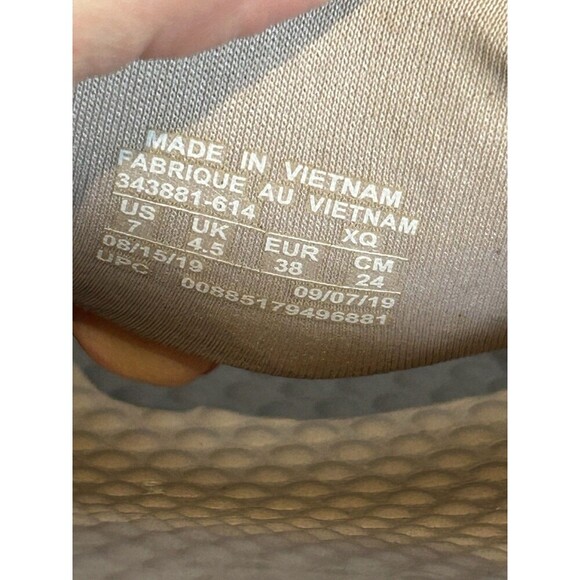 MADE IN VIETNAM
FABRIQUE AU VIETNAM
343881-614 XQ
US UK EUR CM
7 4.5 38 24
08/15/19 09/07/19
UPC 00885179496881